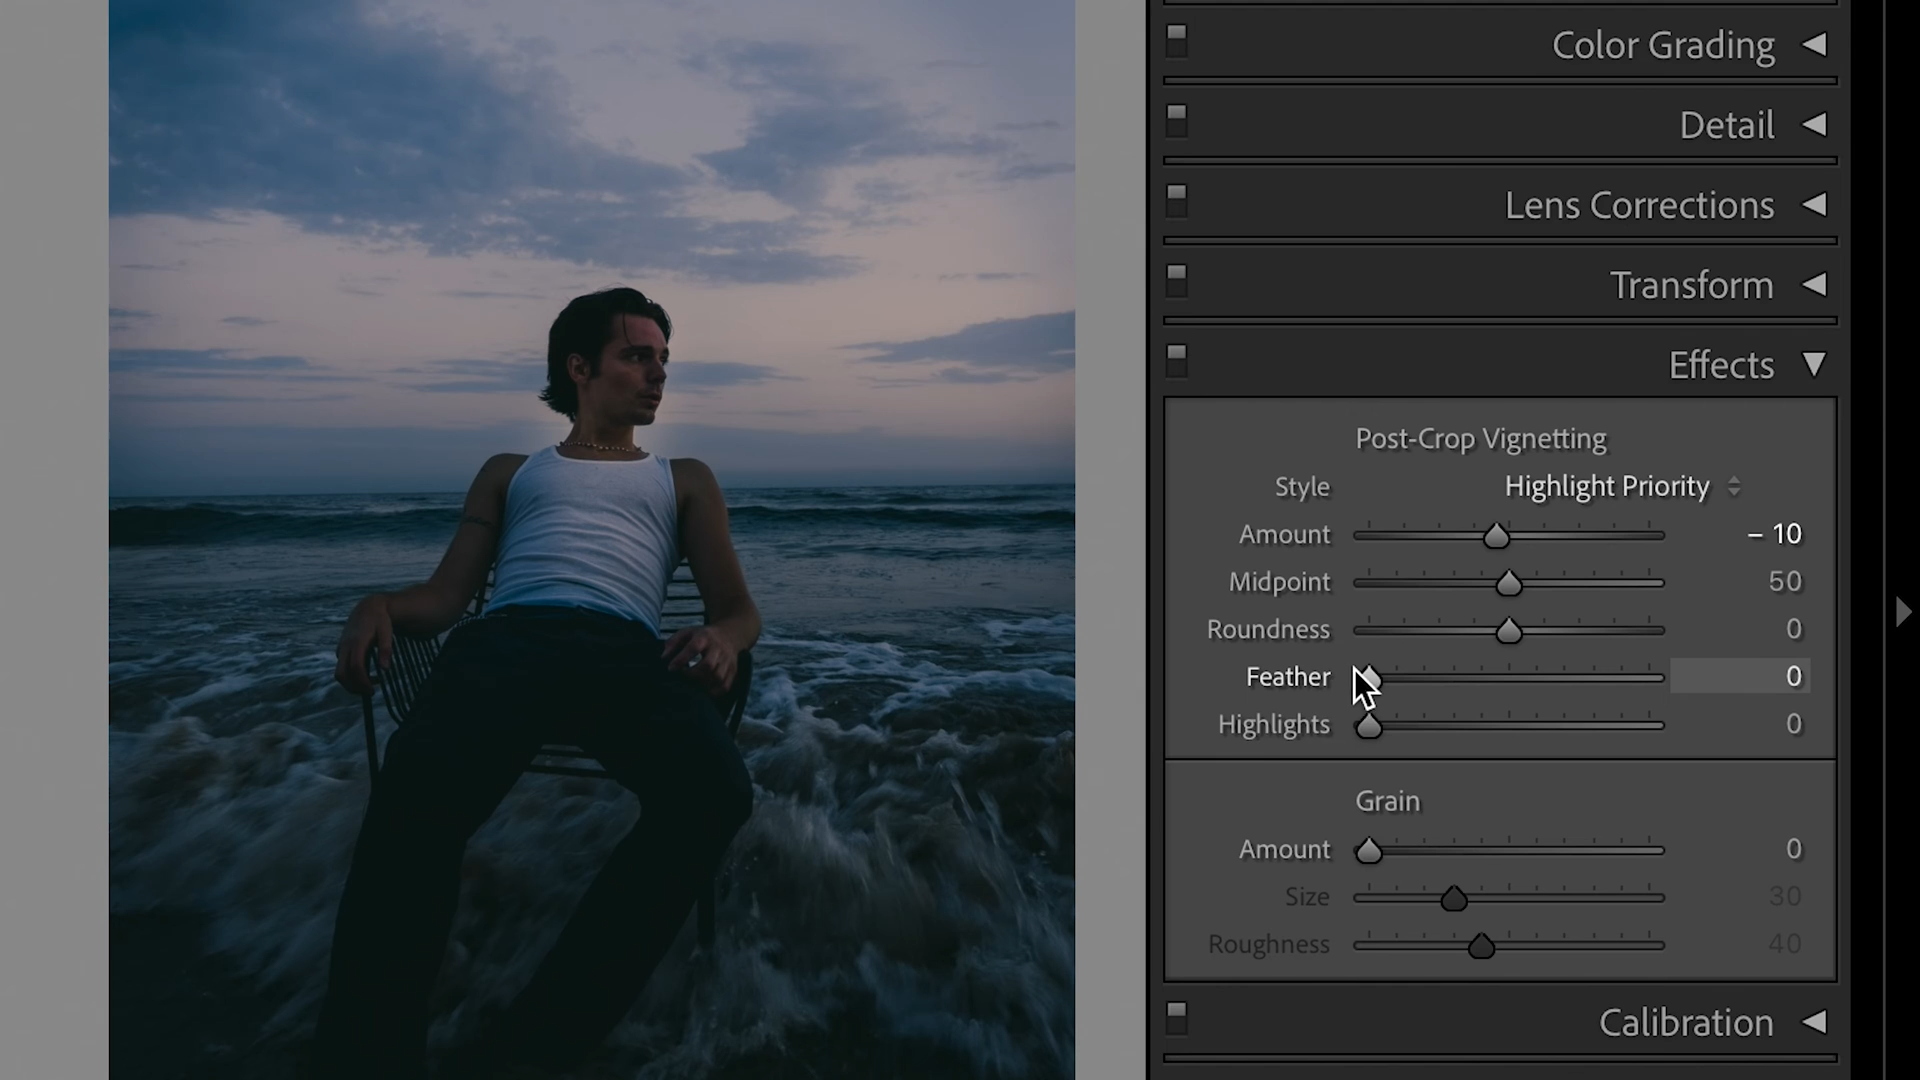 Color Grading
Detail
Lens Corrections
Transform
Effects
Post-Crop Vignetting
Style Highlight Priority
Amount – 10
Midpoint 50
Roundness 0
Feather 0
Highlights 0
Grain
Amount 0
Size 30
Roughness 40
Calibration